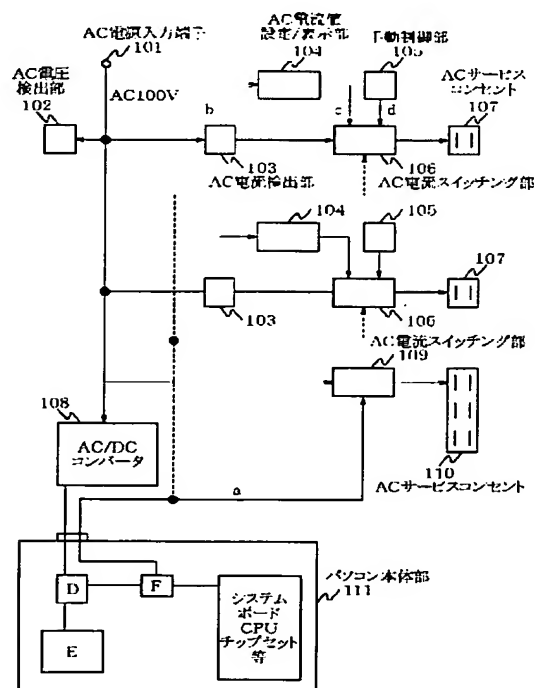 AC電源入力端子
101
AC電流値
設定/表示部
104
手動制御部
105
AC電圧
検出部
102
AC100V
b
c
d
ACサービス
コンセント
107
103
AC電流検出部
106
AC電流スイッチング部
104
105
107
103
106
AC電流スイッチング部
109
108
AC/DC
コンバータ
110
ACサービスコンセント
a
パソコン本体部
111
D
F
E
システム
ボード
CPU
チップセット
等